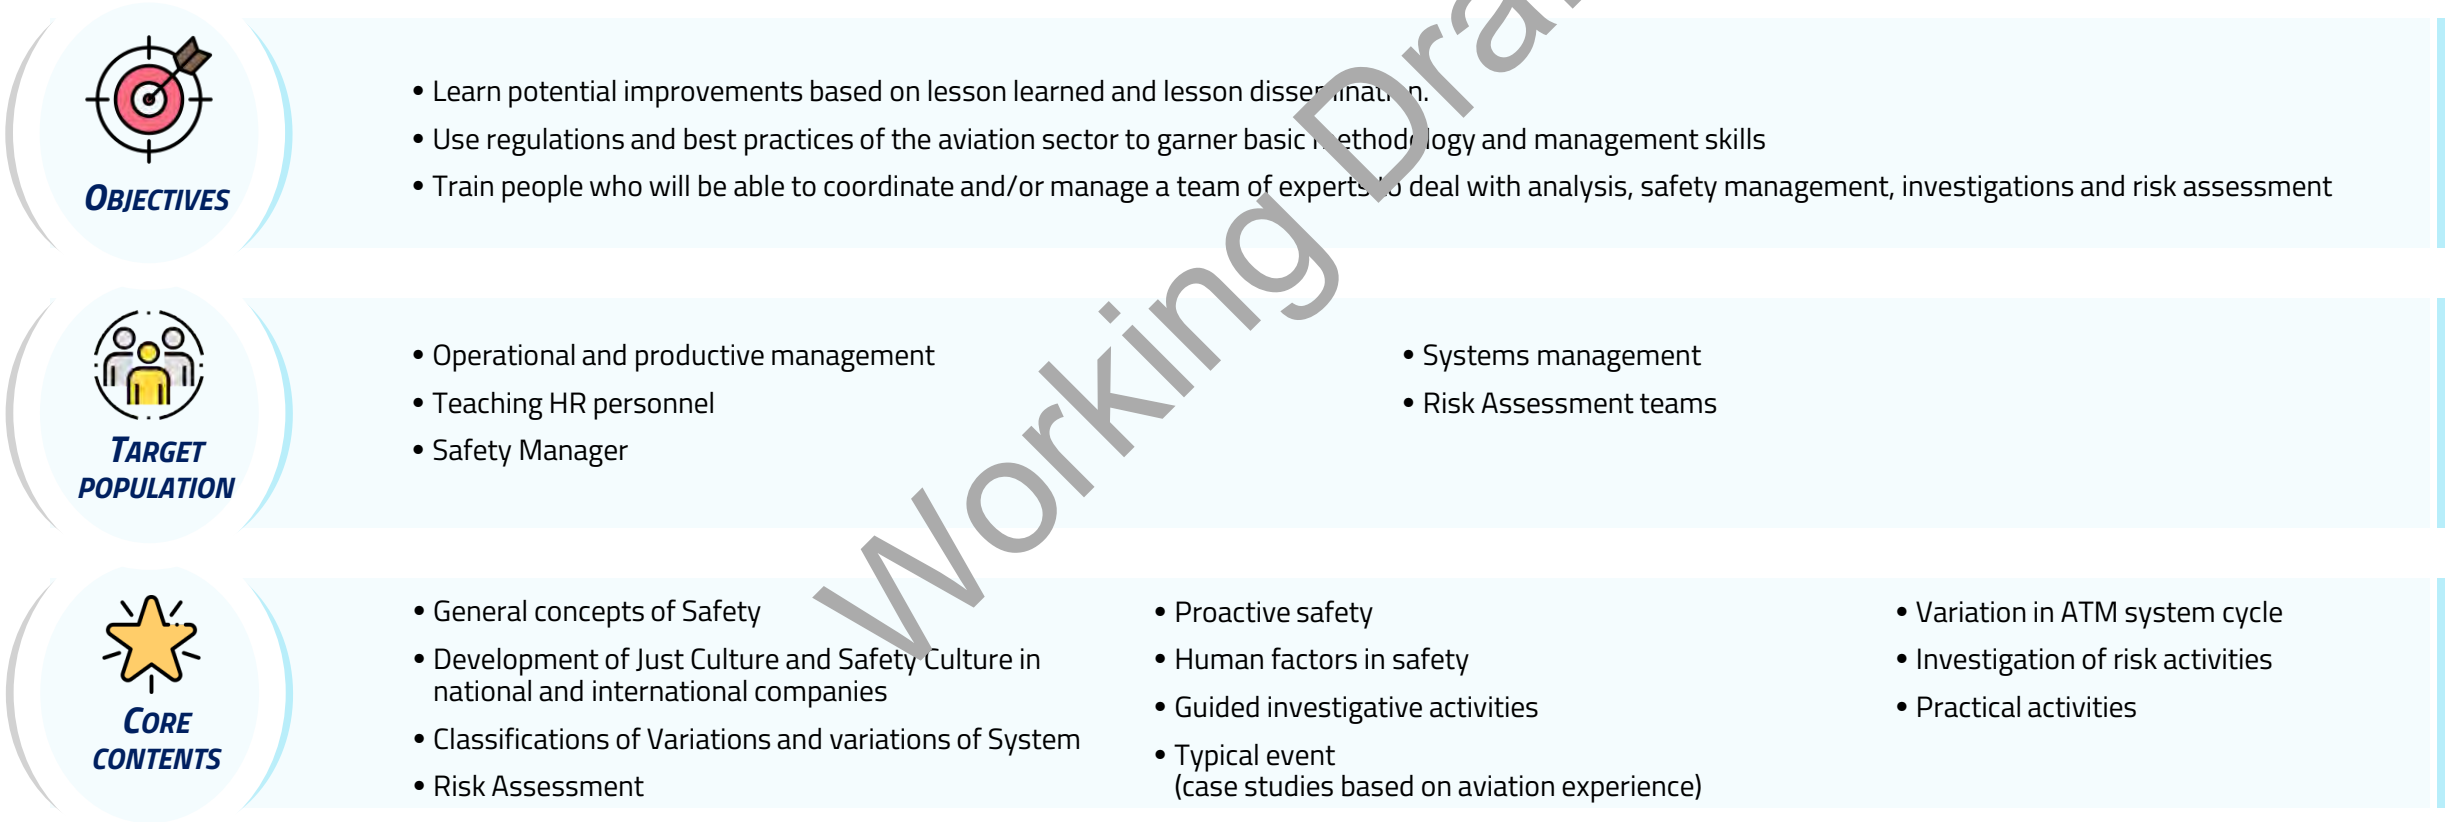 • Learn potential improvements based on lesson learned and lesson dissemination.
• Use regulations and best practices of the aviation sector to garner basic methodology and management skills
• Train people who will be able to coordinate and/or manage a team of experts to deal with analysis, safety management, investigations and risk assessment
OBJECTIVES
• Operational and productive management
• Teaching HR personnel
• Safety Manager
• Systems management
• Risk Assessment teams
TARGET
POPULATION
• General concepts of Safety
• Development of Just Culture and Safety Culture in
national and international companies
• Classifications of Variations and variations of System
• Risk Assessment
• Proactive safety
• Human factors in safety
• Guided investigative activities
• Typical event
(case studies based on aviation experience)
• Variation in ATM system cycle
• Investigation of risk activities
• Practical activities
CORE
CONTENTS
Working